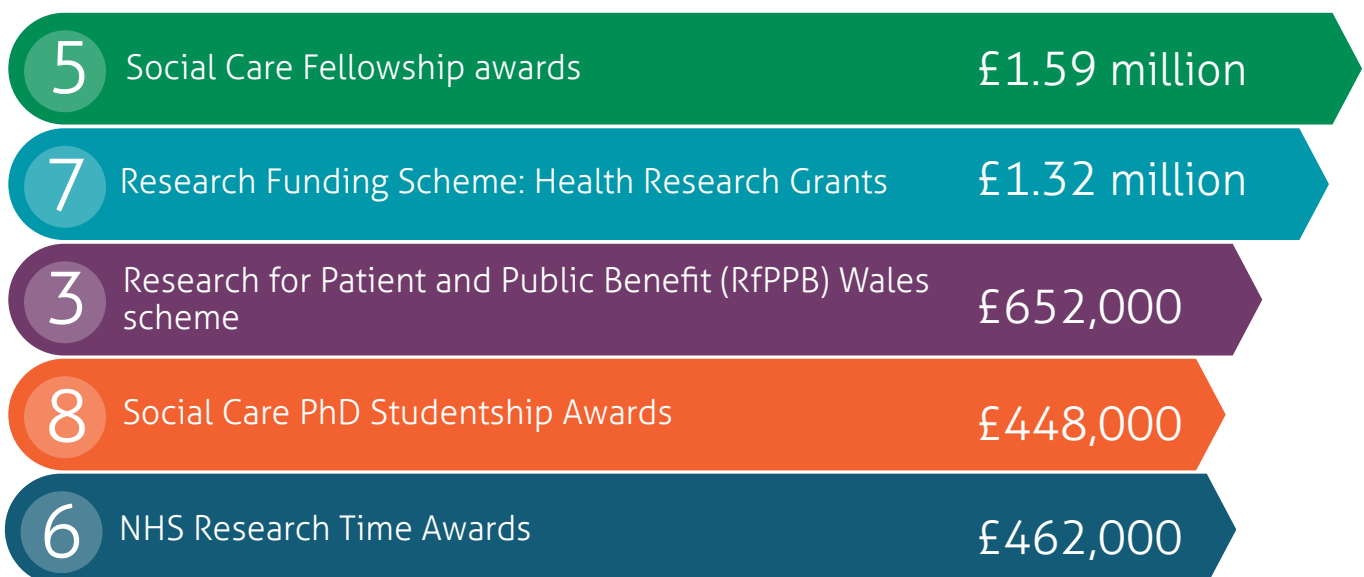 5 Social Care Fellowship awards £1.59 million
7 Research Funding Scheme: Health Research Grants £1.32 million
3 Research for Patient and Public Benefit (RfPPB) Wales
scheme £652,000
8 Social Care PhD Studentship Awards £448,000
6 NHS Research Time Awards £462,000